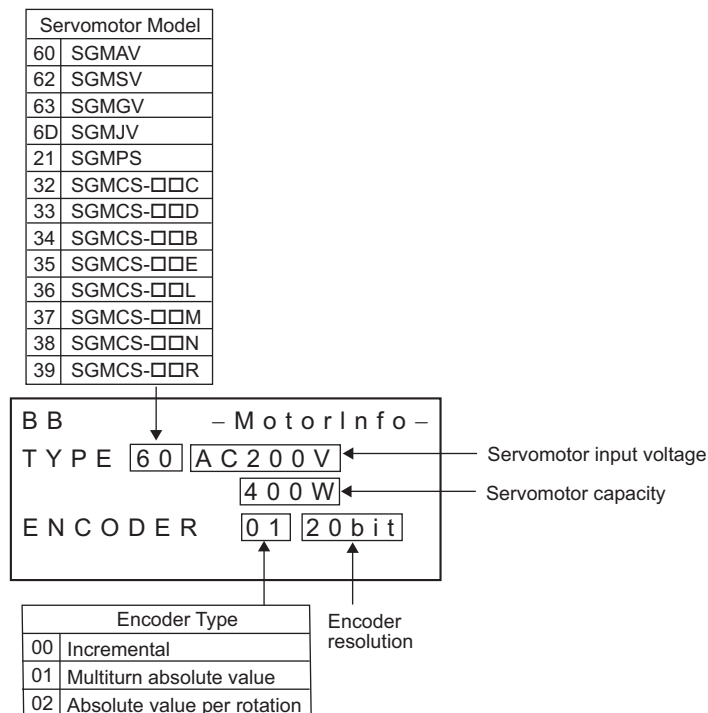 Servomotor Model
60 SGMAV
62 SGMSV
63 SGMGV
6D SGMJV
21 SGMPS
32 SGMCS-□□C
33 SGMCS-□□D
34 SGMCS-□□B
35 SGMCS-□□E
36 SGMCS-□□L
37 SGMCS-□□M
38 SGMCS-□□N
39 SGMCS-□□R
BB −MotorInfo−
TYPE 60 AC200V
Servomotor input voltage
400W
Servomotor capacity
ENCODER 01 20bit
Encoder Type
00 Incremental
01 Multiturn absolute value
02 Absolute value per rotation
Encoder
resolution